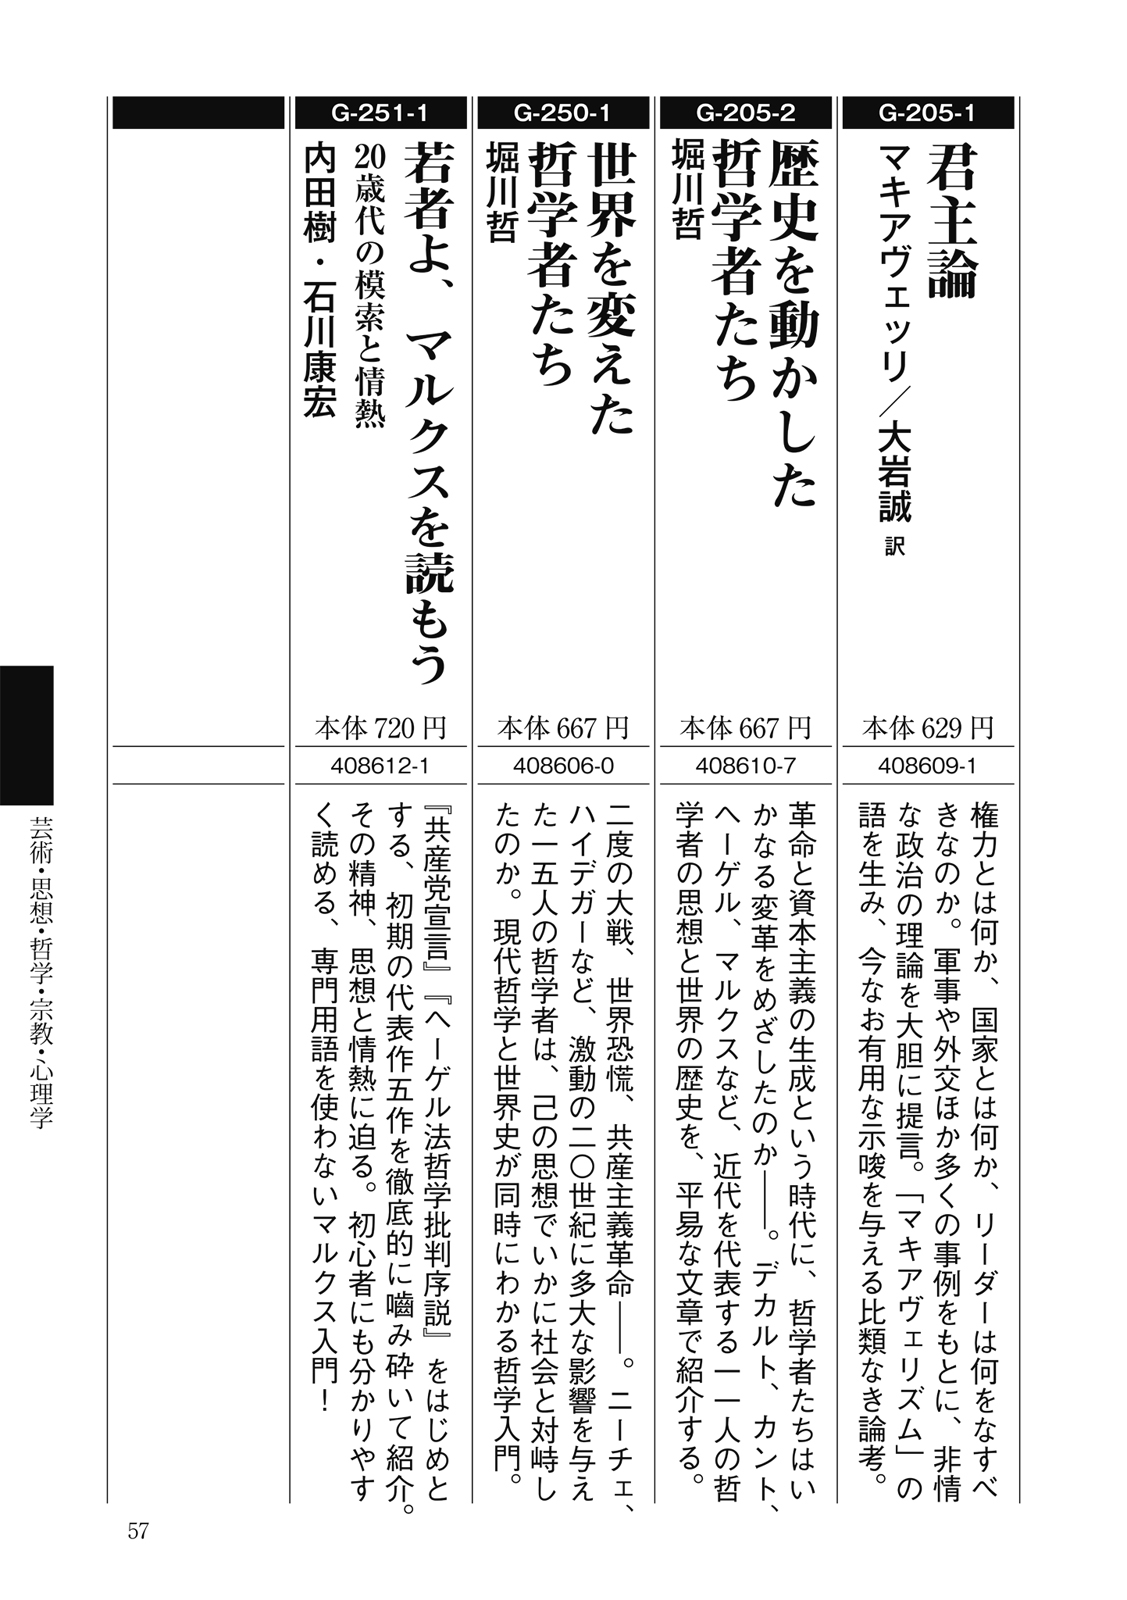 G-205-1
君主論
マキアヴェッリ／大岩誠 訳
本体 629 円
408609-1
権力とは何か、国家とは何か、リーダーは何をなすべ
きなのか。軍事や外交ほか多くの事例をもとに、非情
な政治の理論を大胆に提言。「マキアヴェリズム」の
語を生み、今なお有用な示唆を与える比類なき論考。
G-205-2
歴史を動かした
哲学者たち
堀川哲
本体 667 円
408610-7
革命と資本主義の生成という時代に、哲学者たちはい
かなる変革をめざしたのか――。デカルト、カント、
ヘーゲル、マルクスなど、近代を代表する一一人の哲
学者の思想と世界の歴史を、平易な文章で紹介する。
G-250-1
世界を変えた
哲学者たち
堀川哲
本体 667 円
408606-0
二度の大戦、世界恐慌、共産主義革命――。ニーチェ、
ハイデガーなど、激動の二〇世紀に多大な影響を与え
た一五人の哲学者は、己の思想でいかに社会と対峙し
たのか。現代哲学と世界史が同時にわかる哲学入門。
G-251-1
若者よ、マルクスを読もう
20歳代の模索と情熱
内田樹・石川康宏
本体 720 円
408612-1
『共産党宣言』『ヘーゲル法哲学批判序説』をはじめと
する、初期の代表作五作を徹底的に嚙み砕いて紹介。
その精神、思想と情熱に迫る。初心者にも分かりやす
く読める、専門用語を使わないマルクス入門！
芸術・思想・哲学・宗教・心理学
57